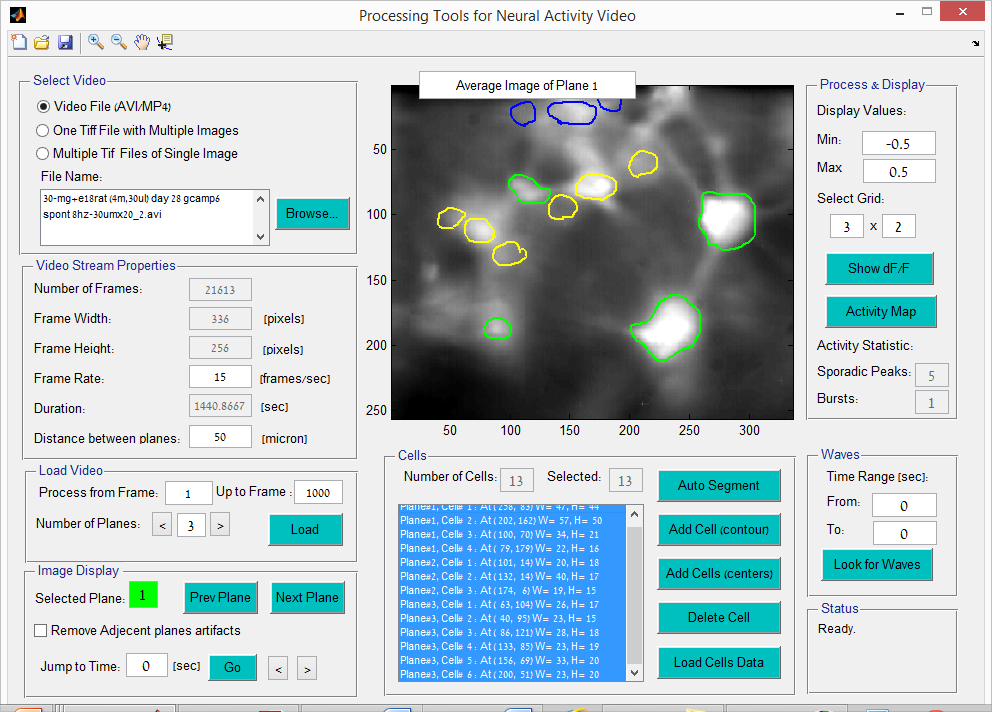 Processing Tools for Neural Activity Video
Select Video
Video File (AVI/MP4)
One Tiff File with Multiple Images
Multiple Tif Files of Single Image
File Name:
30-mg+e18rat (4m,30ul) day 28 gcamp6
spont 8hz-30umx20_2.avi
Browse...
Video Stream Properties
Number of Frames: 21613
Frame Width: 336 [pixels]
Frame Height: 256 [pixels]
Frame Rate: 15 [frames/sec]
Duration: 1440.8667 [sec]
Distance between planes: 50 [micron]
Load Video
Process from Frame: 1 Up to Frame : 1000
Number of Planes: < 3 >
Load
Image Display
Selected Plane: 1 Prev Plane Next Plane
Remove Adjecent planes artifacts
Jump to Time: 0 [sec] Go < >
Average Image of Plane 1
50
100
150
200
250
50 100 150 200 250 300
Cells
Number of Cells: 13 Selected: 13
Plane#1, Cell# 1 : At (258, 83) W= 47, H= 44
Plane#1, Cell# 2 : At (202,162) W= 57, H= 50
Plane#1, Cell# 3 : At (100, 70) W= 34, H= 21
Plane#1, Cell# 4 : At ( 79,179) W= 22, H= 16
Plane#2, Cell# 1 : At (101, 14) W= 20, H= 18
Plane#2, Cell# 2 : At (132, 14) W= 40, H= 17
Plane#2, Cell# 3 : At (174, 6) W= 19, H= 15
Plane#3, Cell# 1 : At ( 63,104) W= 26, H= 17
Plane#3, Cell# 2 : At ( 40, 95) W= 23, H= 15
Plane#3, Cell# 3 : At ( 86,121) W= 28, H= 18
Plane#3, Cell# 4 : At (133, 85) W= 23, H= 19
Plane#3, Cell# 5 : At (156, 69) W= 33, H= 20
Plane#3, Cell# 6 : At (200, 51) W= 23, H= 20
Auto Segment
Add Cell (contour)
Add Cells (centers)
Delete Cell
Load Cells Data
Process & Display
Display Values:
Min: -0.5
Max 0.5
Select Grid:
3 x 2
Show dF/F
Activity Map
Activity Statistic:
Sporadic Peaks: 5
Bursts: 1
Waves
Time Range [sec]:
From: 0
To: 0
Look for Waves
Status
Ready.